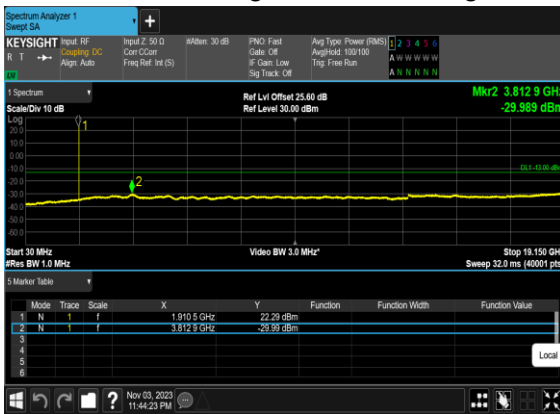 Spectrum Analyzer 1
Swept SA
KEYSIGHT Input: RF Input Z: 50 Ω #Atten: 30 dB PNO: Fast Avg Type: Power (RMS) 1 2 3 4 5 6
R T Coupling: DC Corr CCorr Gate: Off Avg|Hold: 100/100 A W W W W W
Align: Auto Freq Ref: Int (S) IF Gain: Low Trig: Free Run
LV Sig Track: Off A N N N N N
1 Spectrum Ref Lvl Offset 25.60 dB Mkr2 3.812 9 GHz
Scale/Div 10 dB Ref Level 30.00 dBm -29.989 dBm
Log
20.0
10.0
0.00
-10.0
-20.0
-30.0
-40.0
-50.0
-60.0
1
2
DL1 -13.00 dBm
Start 30 MHz Video BW 3.0 MHz* Stop 19.150 GHz
#Res BW 1.0 MHz Sweep 32.0 ms (40001 pts)
5 Marker Table
Mode Trace Scale X Y Function Function Width Function Value
1 N 1 f 1.910 5 GHz 22.29 dBm
2 N 1 f 3.812 9 GHz -29.99 dBm
3
4
5
6
Local
? Nov 03, 2023
11:44:23 PM